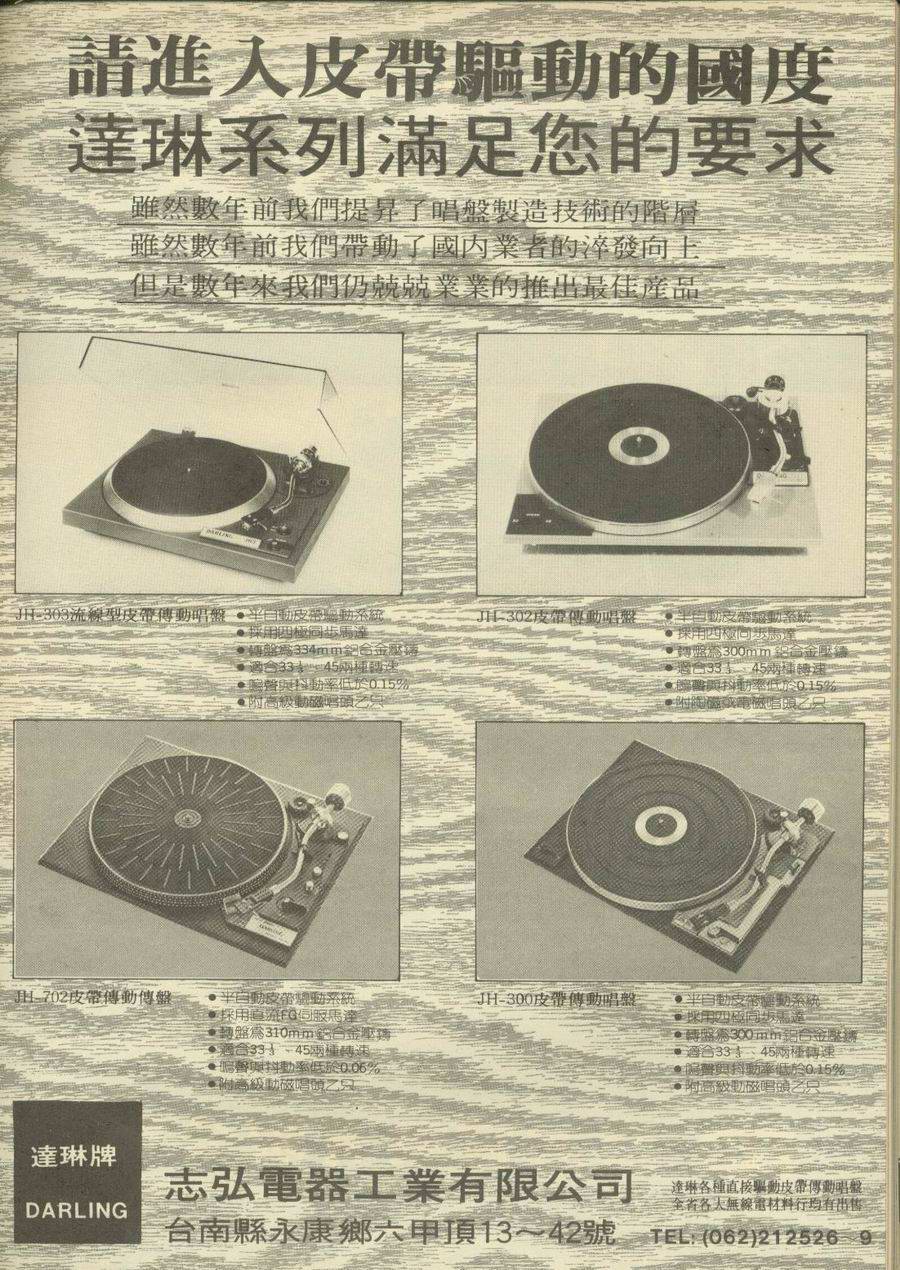 請進入皮帶驅動的國度
達琳系列滿足您的要求
雖然數年前我們提昇了唱盤製造技術的階層
雖然數年前我們帶動了國內業者的淬發向上
但是數年來我們仍兢兢業業的推出最佳產品
DARLING
JH-303流線型皮帶傳動唱盤
●半自動皮帶驅動系統
●採用四極同步馬達
●轉盤為334mm鋁合金壓鑄
●適合33⅓、45兩種轉速
●鳴聲與抖動率低於0.15%
●附高級動磁唱頭乙只
JH-302皮帶傳動唱盤
●半自動皮帶驅動系統
●採用四極同步馬達
●轉盤為300mm鋁合金壓鑄
●適合33⅓、45兩種轉速
●鳴聲與抖動率低於0.15%
●附陶磁或電磁唱頭乙只
JH-702皮帶傳動傳盤
●半自動皮帶驅動系統
●採用直流FG伺服馬達
●轉盤為310mm鋁合金壓鑄
●適合33⅓、45兩種轉速
●鳴聲與抖動率低於0.06%
●附高級動磁唱頭乙只
JH-300皮帶傳動唱盤
●半自動皮帶驅動系統
●採用四極同步馬達
●轉盤為300mm鋁合金壓鑄
●適合33⅓、45兩種轉速
●鳴聲與抖動率低於0.15%
●附高級動磁唱頭乙只
達琳牌
DARLING
志弘電器工業有限公司
台南縣永康鄉六甲頂13～42號
達琳各種直接驅動皮帶傳動唱盤
全省各大無線電材料行均有出售
TEL: (062)212526
9